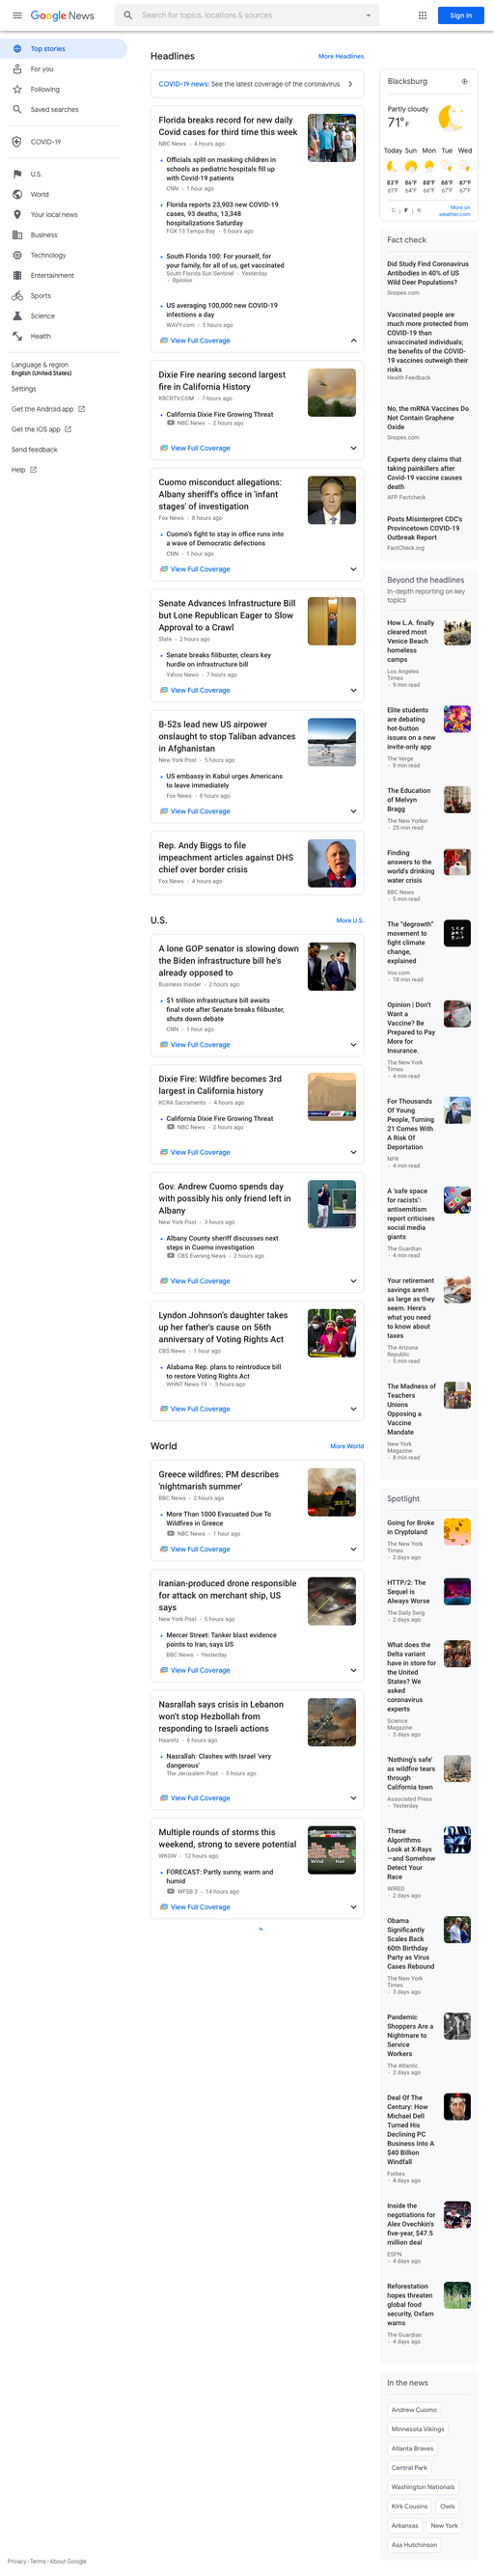 Google News
Search for topics, locations & sources
Sign in
Top stories
For you
Following
Saved searches
COVID-19
U.S.
World
Your local news
Business
Technology
Entertainment
Sports
Science
Health
Language & region
English (United States)
Settings
Get the Android app
Get the iOS app
Send feedback
Help
Headlines
More Headlines
COVID-19 news: See the latest coverage of the coronavirus
Florida breaks record for new daily
Covid cases for third time this week
NBC News • 4 hours ago
Officials split on masking children in
schools as pediatric hospitals fill up
with Covid-19 patients
CNN • 1 hour ago
Florida reports 23,903 new COVID-19
cases, 93 deaths, 13,348
hospitalizations Saturday
FOX 13 Tampa Bay • 5 hours ago
South Florida 100: For yourself, for
your family, for all of us, get vaccinated
South Florida Sun Sentinel • Yesterday
• Opinion
US averaging 100,000 new COVID-19
infections a day
WAVY.com • 5 hours ago
View Full Coverage
Dixie Fire nearing second largest
fire in California History
KRCRTV.COM • 7 hours ago
California Dixie Fire Growing Threat
NBC News • 2 hours ago
View Full Coverage
Cuomo misconduct allegations:
Albany sheriff's office in 'infant
stages' of investigation
Fox News • 8 hours ago
Cuomo's fight to stay in office runs into
a wave of Democratic defections
CNN • 1 hour ago
View Full Coverage
Senate Advances Infrastructure Bill
but Lone Republican Eager to Slow
Approval to a Crawl
Slate • 2 hours ago
Senate breaks filibuster, clears key
hurdle on infrastructure bill
Yahoo News • 7 hours ago
View Full Coverage
B-52s lead new US airpower
onslaught to stop Taliban advances
in Afghanistan
New York Post • 5 hours ago
US embassy in Kabul urges Americans
to leave immediately
Fox News • 8 hours ago
View Full Coverage
Rep. Andy Biggs to file
impeachment articles against DHS
chief over border crisis
Fox News • 4 hours ago
U.S.
More U.S.
A lone GOP senator is slowing down
the Biden infrastructure bill he's
already opposed to
Business Insider • 2 hours ago
$1 trillion infrastructure bill awaits
final vote after Senate breaks filibuster,
shuts down debate
CNN • 1 hour ago
View Full Coverage
Dixie Fire: Wildfire becomes 3rd
largest in California history
KCRA Sacramento • 4 hours ago
California Dixie Fire Growing Threat
NBC News • 2 hours ago
View Full Coverage
Gov. Andrew Cuomo spends day
with possibly his only friend left in
Albany
New York Post • 3 hours ago
Albany County sheriff discusses next
steps in Cuomo investigation
CBS Evening News • 2 hours ago
View Full Coverage
Lyndon Johnson's daughter takes
up her father's cause on 56th
anniversary of Voting Rights Act
CBS News • 1 hour ago
Alabama Rep. plans to reintroduce bill
to restore Voting Rights Act
WHNT News 19 • 3 hours ago
View Full Coverage
World
More World
Greece wildfires: PM describes
'nightmarish summer'
BBC News • 2 hours ago
More Than 1000 Evacuated Due To
Wildfires in Greece
NBC News • 1 hour ago
View Full Coverage
Iranian-produced drone responsible
for attack on merchant ship, US
says
New York Post • 5 hours ago
Mercer Street: Tanker blast evidence
points to Iran, says US
BBC News • Yesterday
View Full Coverage
Nasrallah says crisis in Lebanon
won't stop Hezbollah from
responding to Israeli actions
Haaretz • 6 hours ago
Nasrallah: Clashes with Israel 'very
dangerous'
The Jerusalem Post • 5 hours ago
View Full Coverage
Multiple rounds of storms this
weekend, strong to severe potential
WKOW • 12 hours ago
FORECAST: Partly sunny, warm and
humid
WFSB 3 • 14 hours ago
View Full Coverage
Blacksburg
Partly cloudy
71° F
Today Sun Mon Tue Wed
83°F 86°F 88°F 88°F 87°F
61°F 64°F 66°F 67°F 67°F
C | F | K
More on
weather.com
Fact check
Did Study Find Coronavirus
Antibodies in 40% of US
Wild Deer Populations?
Snopes.com
Vaccinated people are
much more protected from
COVID-19 than
unvaccinated individuals;
the benefits of the COVID-
19 vaccines outweigh their
risks
Health Feedback
No, the mRNA Vaccines Do
Not Contain Graphene
Oxide
Snopes.com
Experts deny claims that
taking painkillers after
Covid-19 vaccine causes
death
AFP Factcheck
Posts Misinterpret CDC's
Provincetown COVID-19
Outbreak Report
FactCheck.org
Beyond the headlines
In-depth reporting on key
topics
How L.A. finally
cleared most
Venice Beach
homeless
camps
Los Angeles
Times
• 9 min read
Elite students
are debating
hot-button
issues on a new
invite-only app
The Verge
• 9 min read
The Education
of Melvyn
Bragg
The New Yorker
• 25 min read
Finding
answers to the
world's drinking
water crisis
BBC News
• 5 min read
The "degrowth"
movement to
fight climate
change,
explained
Vox.com
• 18 min read
Opinion | Don't
Want a
Vaccine? Be
Prepared to Pay
More for
Insurance.
The New York
Times
• 4 min read
For Thousands
Of Young
People, Turning
21 Comes With
A Risk Of
Deportation
NPR
• 4 min read
A 'safe space
for racists':
antisemitism
report criticises
social media
giants
The Guardian
• 4 min read
Your retirement
savings aren't
as large as they
seem. Here's
what you need
to know about
taxes
The Arizona
Republic
• 5 min read
The Madness of
Teachers
Unions
Opposing a
Vaccine
Mandate
New York
Magazine
• 8 min read
Spotlight
Going for Broke
in Cryptoland
The New York
Times
• 2 days ago
HTTP/2: The
Sequel is
Always Worse
The Daily Swig
• 2 days ago
What does the
Delta variant
have in store for
the United
States? We
asked
coronavirus
experts
Science
Magazine
• 3 days ago
'Nothing's safe'
as wildfire tears
through
California town
Associated Press
• Yesterday
These
Algorithms
Look at X-Rays
—and Somehow
Detect Your
Race
WIRED
• 2 days ago
Obama
Significantly
Scales Back
60th Birthday
Party as Virus
Cases Rebound
The New York
Times
• 3 days ago
Pandemic
Shoppers Are a
Nightmare to
Service
Workers
The Atlantic
• 2 days ago
Deal Of The
Century: How
Michael Dell
Turned His
Declining PC
Business Into A
$40 Billion
Windfall
Forbes
• 4 days ago
Inside the
negotiations for
Alex Ovechkin's
five-year, $47.5
million deal
ESPN
• 4 days ago
Reforestation
hopes threaten
global food
security, Oxfam
warns
The Guardian
• 4 days ago
In the news
Andrew Cuomo
Minnesota Vikings
Atlanta Braves
Central Park
Washington Nationals
Kirk Cousins Owls
Arkansas New York
Asa Hutchinson
Privacy · Terms · About Google